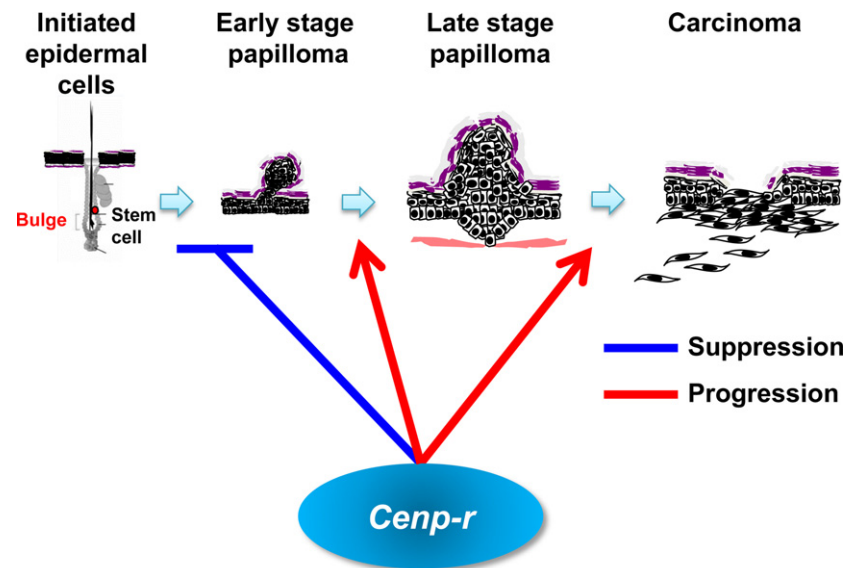 Initiated
epidermal
cells
Early stage
papilloma
Late stage
papilloma
Carcinoma
Bulge
Stem
cell
Suppression
Progression
Cenp-r